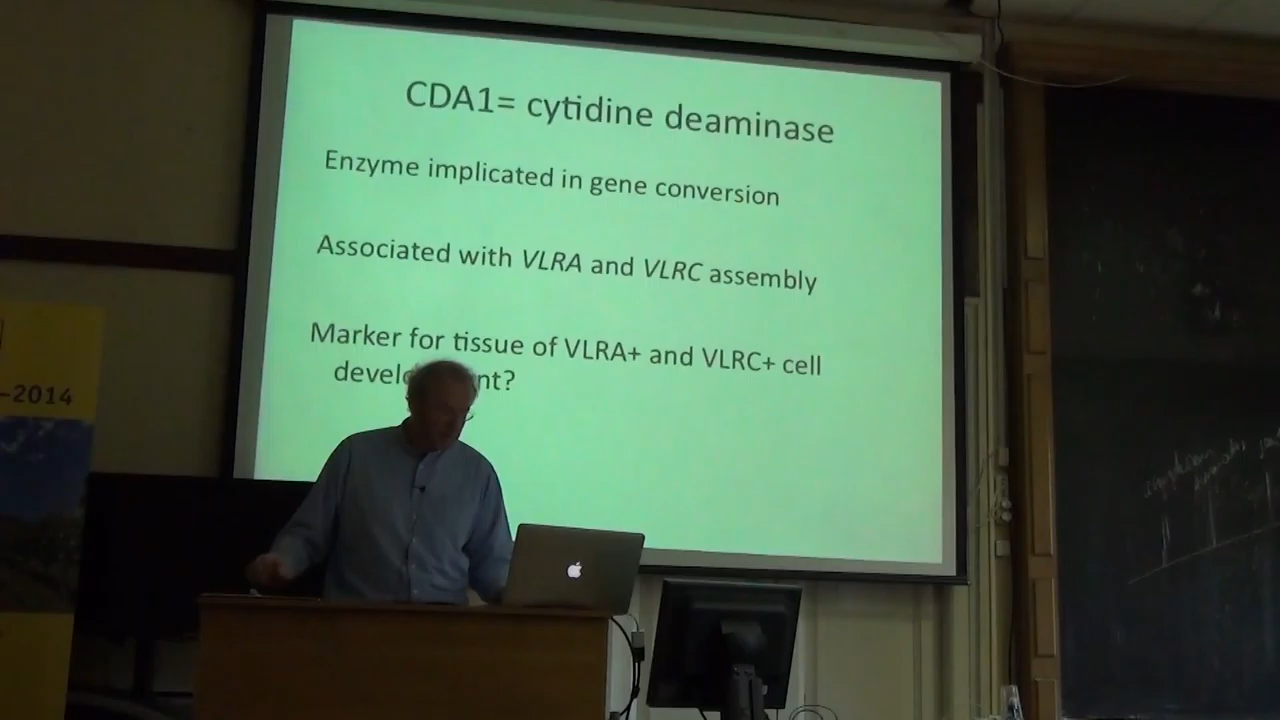 CDA1= cytidine deaminase
Enzyme implicated in gene conversion
Associated with VLRA and VLRC assembly
Marker for tissue of VLRA+ and VLRC+ cell
nt?
-2014